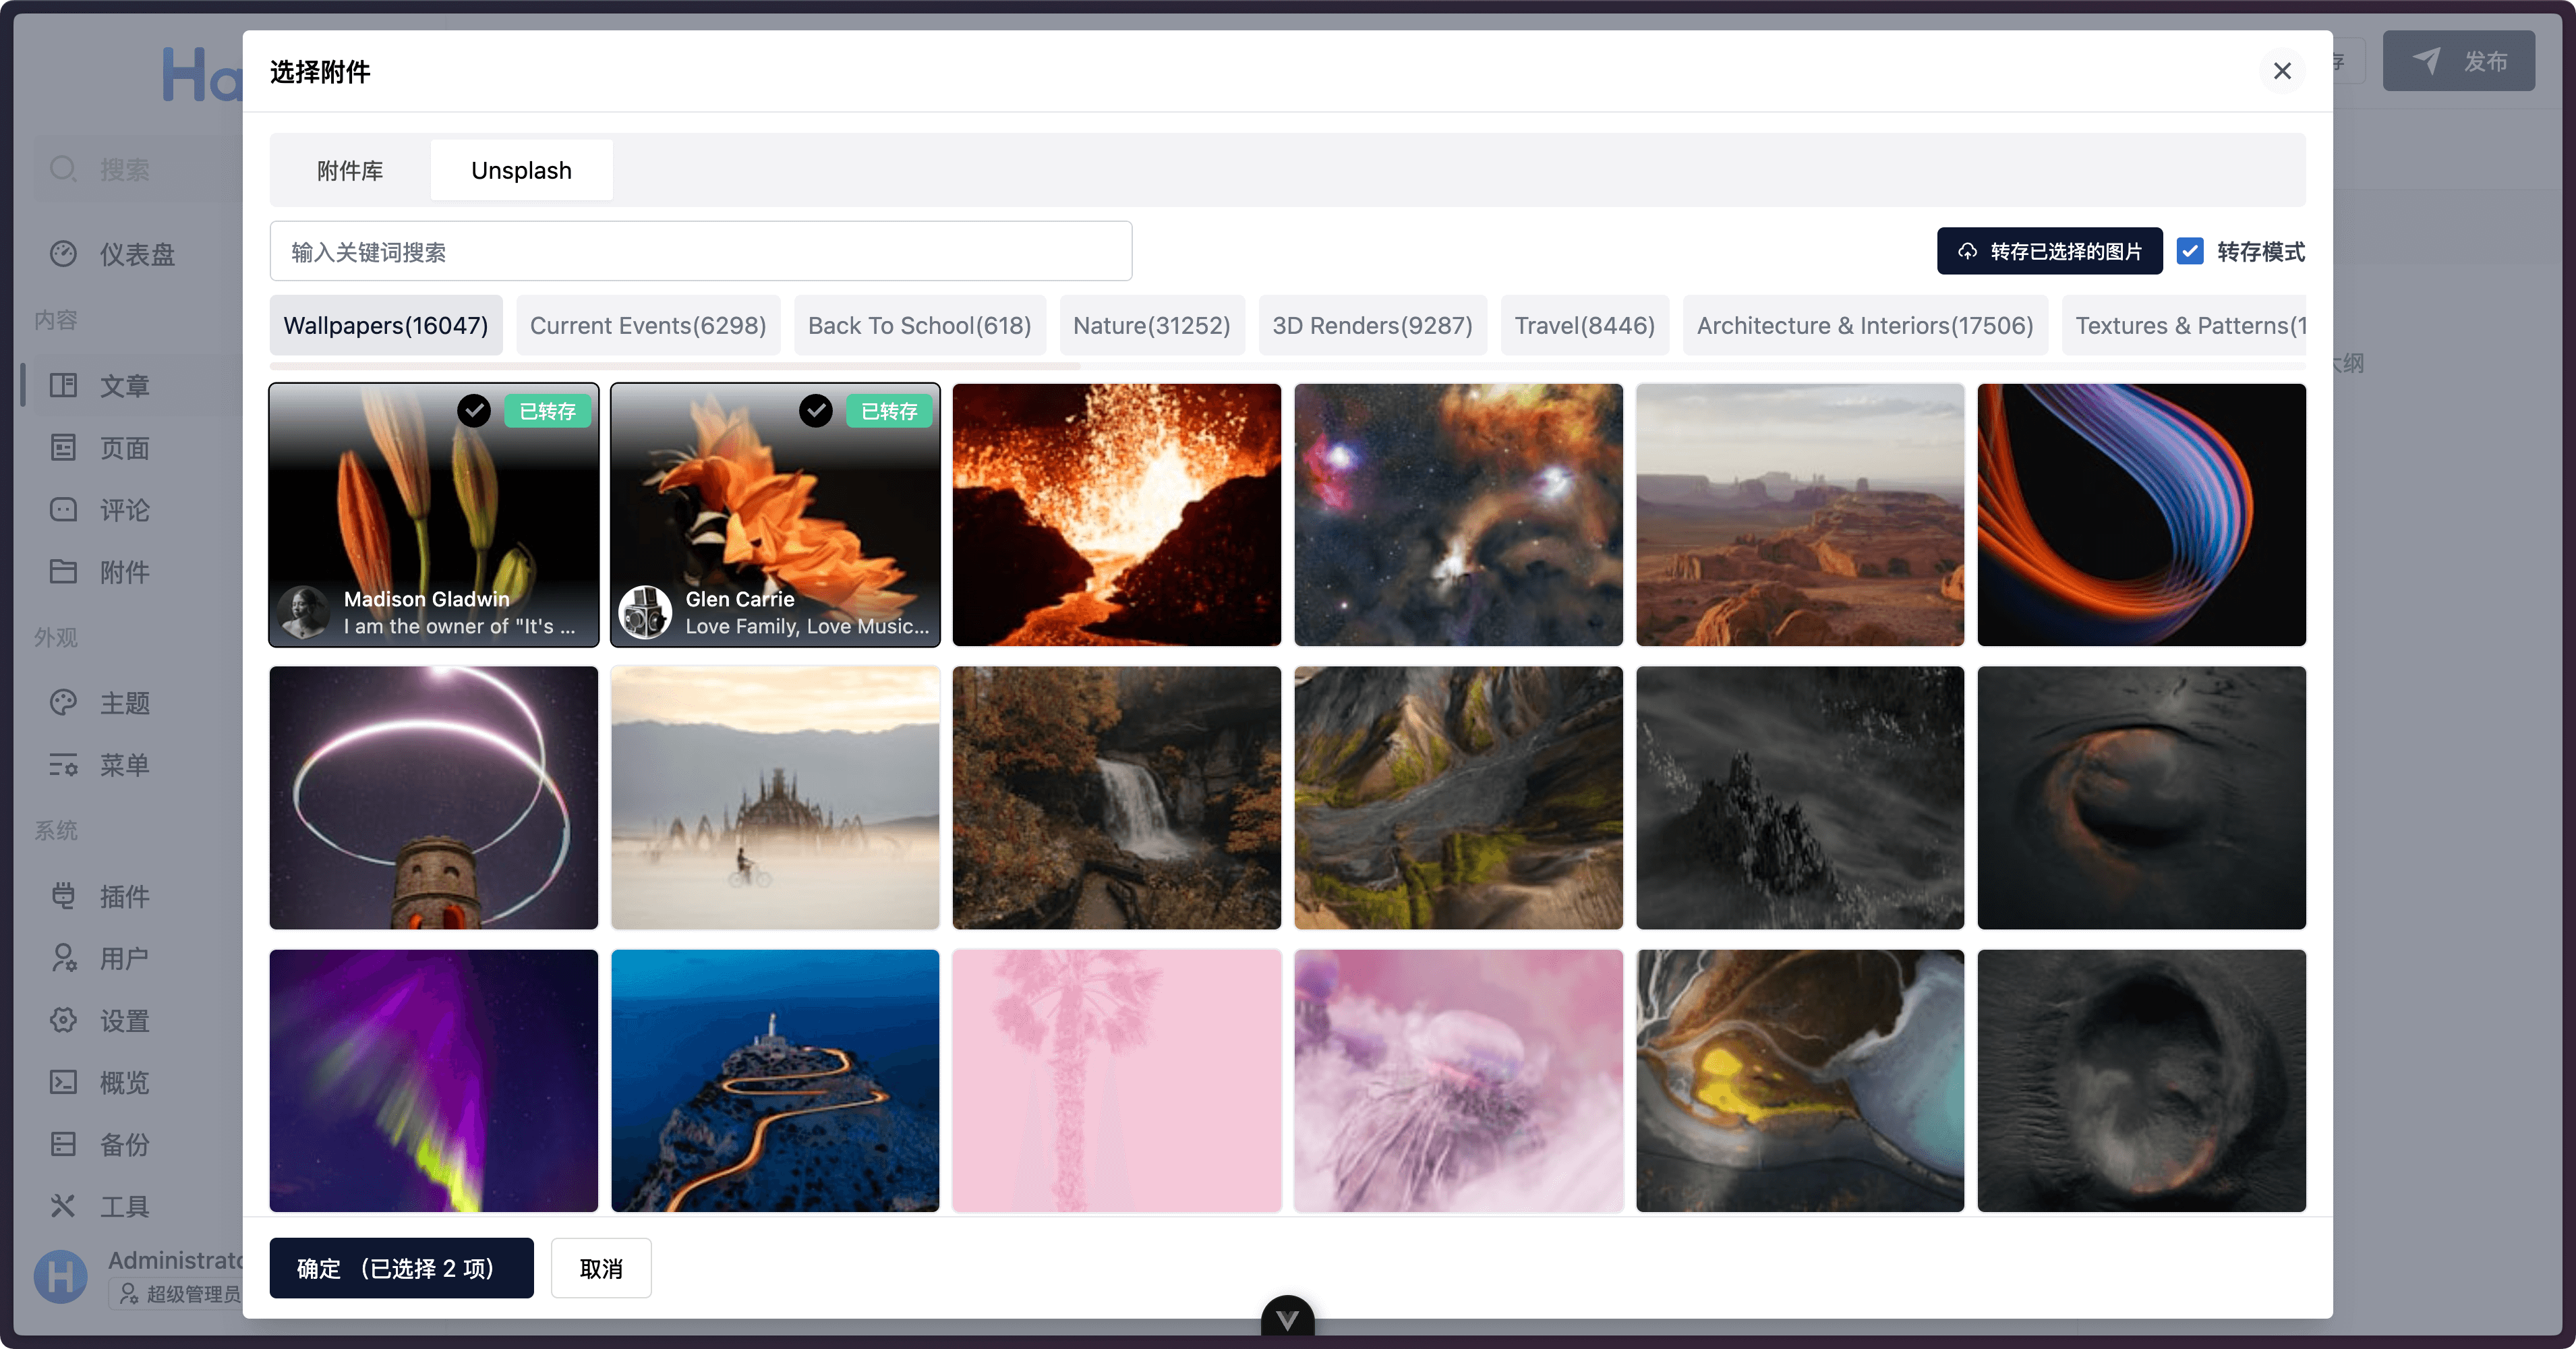 Ha
搜索
仪表盘
内容
文章
页面
评论
附件
外观
主题
菜单
系统
插件
用户
设置
概览
备份
工具
Administrato
超级管理员
H
存
发布
大纲
选择附件
附件库
Unsplash
输入关键词搜索
转存已选择的图片
转存模式
Wallpapers(16047)
Current Events(6298)
Back To School(618)
Nature(31252)
3D Renders(9287)
Travel(8446)
Architecture & Interiors(17506)
Textures & Patterns(1
已转存
Madison Gladwin
I am the owner of "It's ...
已转存
Glen Carrie
Love Family, Love Music...
确定 （已选择 2 项）
取消